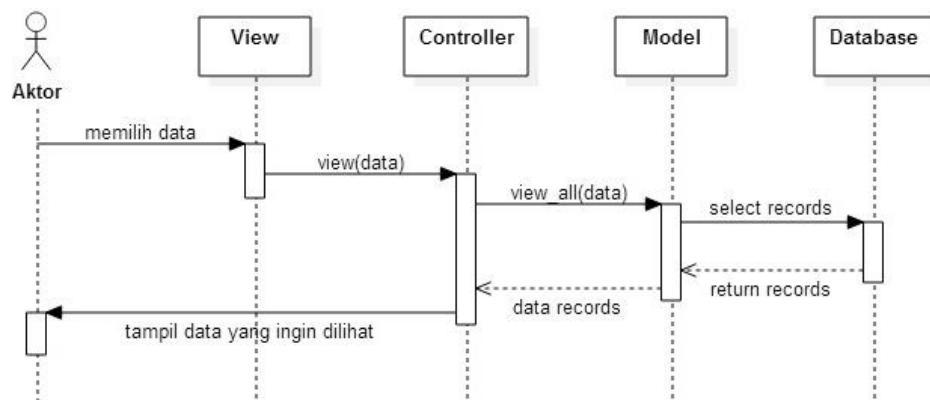 View
Controller
Model
Database
Aktor
memilih data
view(data)
view_all(data)
select records
return records
data records
tampil data yang ingin dilihat